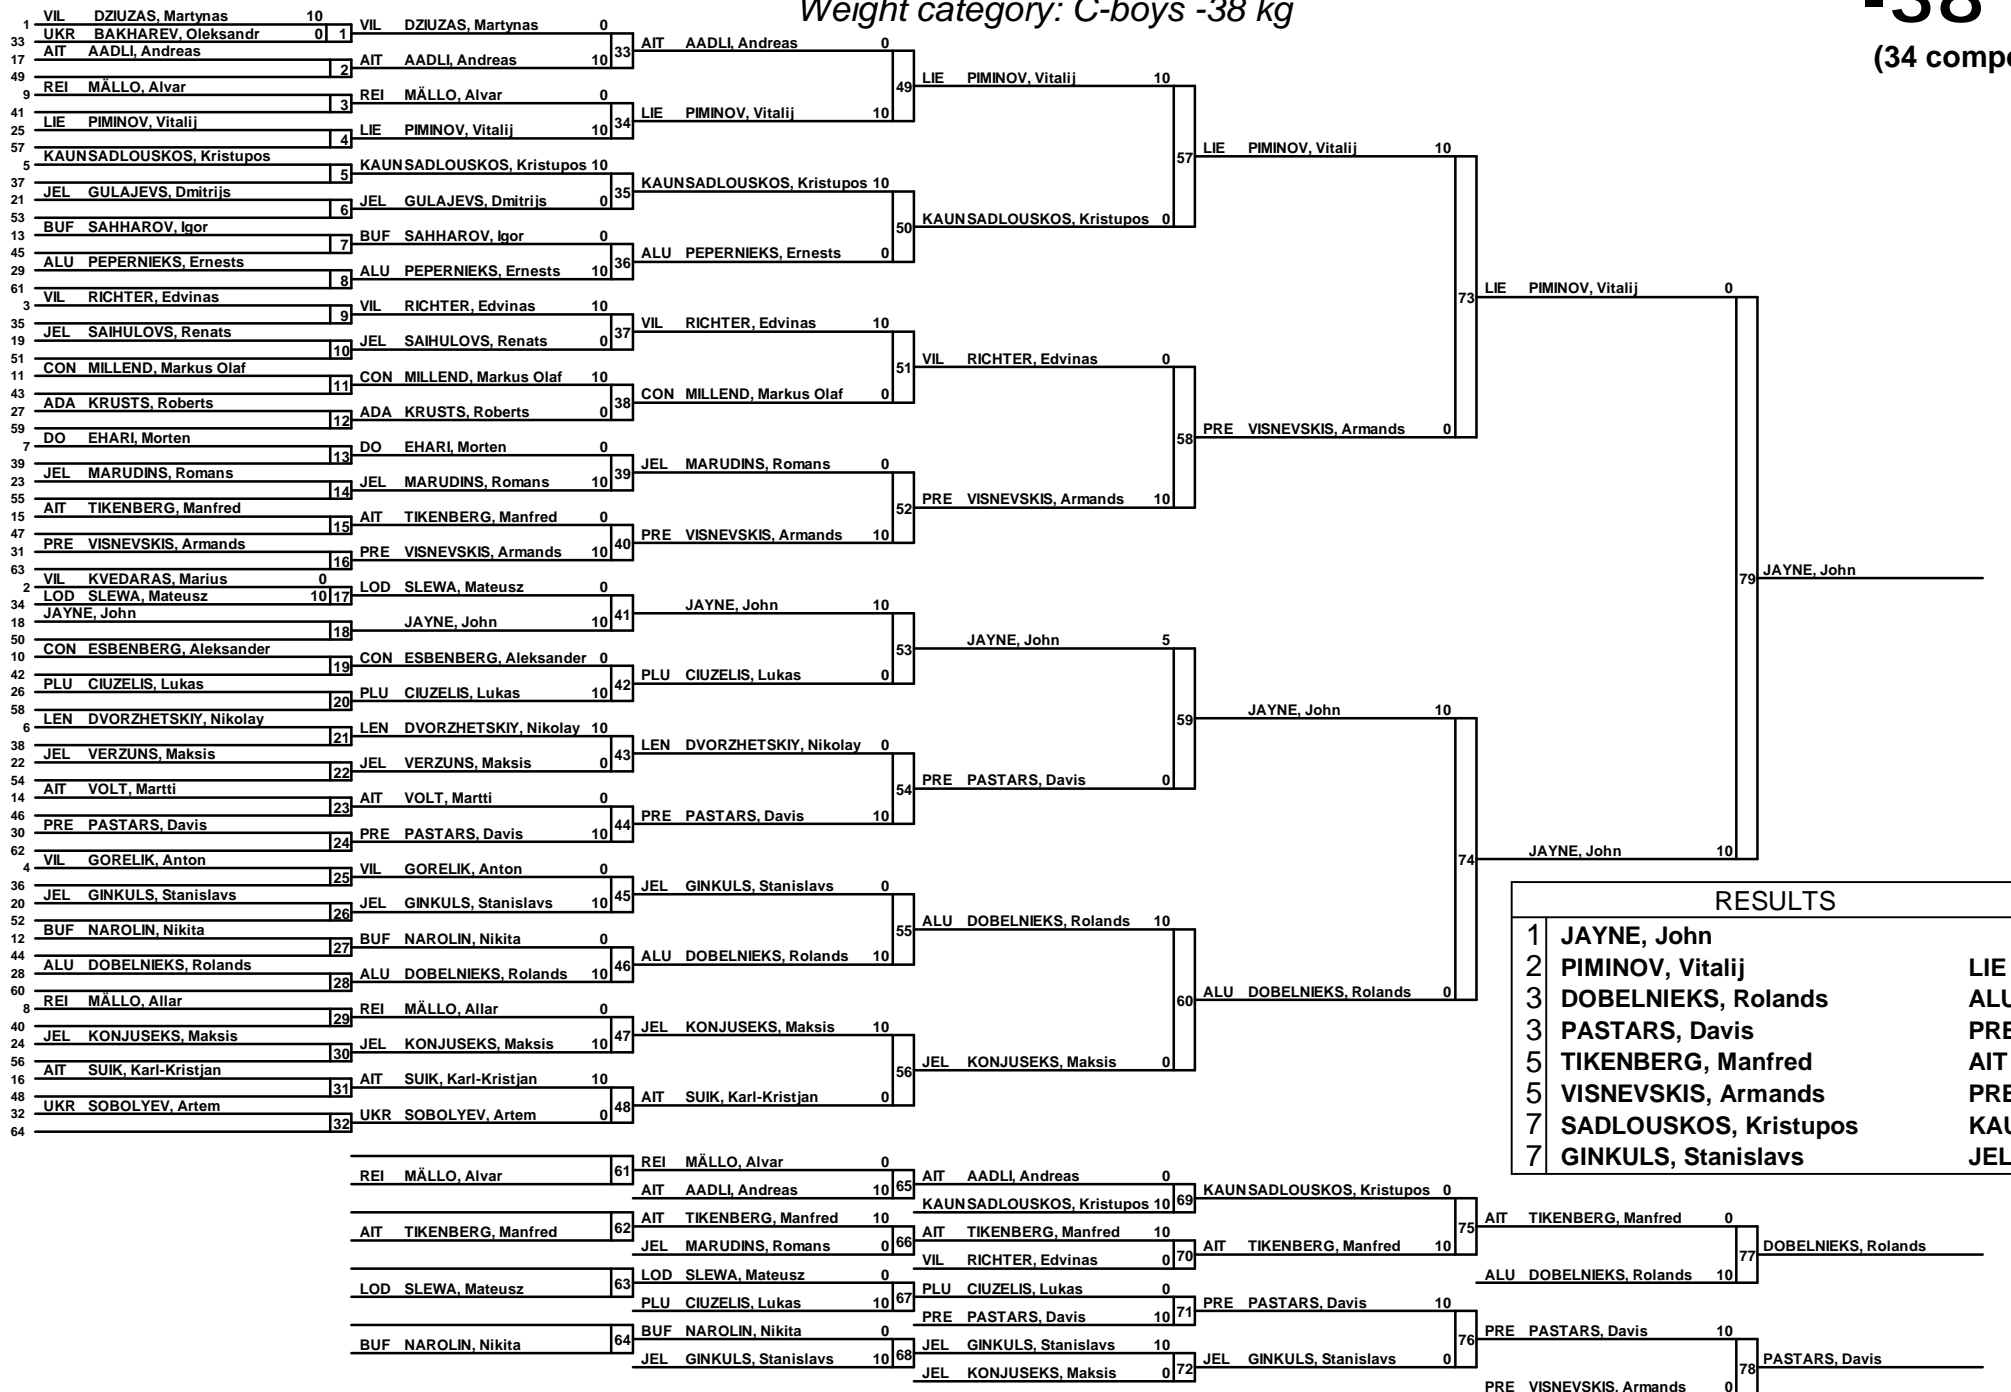 Weight category: C-boys -38 kg
-38
(34 compe
1 VIL DZIUZAS, Martynas 10
33 UKR BAKHAREV, Oleksandr 0 1
17 AIT AADLI, Andreas
49 2
9 REI MÄLLO, Alvar
41 3
25 LIE PIMINOV, Vitalij
57 4
5 KAUN SADLOUSKOS, Kristupos
37 5
21 JEL GULAJEVS, Dmitrijs
53 6
13 BUF SAHHAROV, Igor
45 7
29 ALU PEPERNIEKS, Ernests
61 8
3 VIL RICHTER, Edvinas
35 9
19 JEL SAIHULOVS, Renats
51 10
11 CON MILLEND, Markus Olaf
43 11
27 ADA KRUSTS, Roberts
59 12
7 DO EHARI, Morten
39 13
23 JEL MARUDINS, Romans
55 14
15 AIT TIKENBERG, Manfred
47 15
31 PRE VISNEVSKIS, Armands
63 16
2 VIL KVEDARAS, Marius 0
34 LOD SLEWA, Mateusz 10 17
18 JAYNE, John
50 18
10 CON ESBENBERG, Aleksander
42 19
26 PLU CIUZELIS, Lukas
58 20
6 LEN DVORZHETSKIY, Nikolay
38 21
22 JEL VERZUNS, Maksis
54 22
14 AIT VOLT, Martti
46 23
30 PRE PASTARS, Davis
62 24
4 VIL GORELIK, Anton
36 25
20 JEL GINKULS, Stanislavs
52 26
12 BUF NAROLIN, Nikita
44 27
28 ALU DOBELNIEKS, Rolands
60 28
8 REI MÄLLO, Allar
40 29
24 JEL KONJUSEKS, Maksis
56 30
16 AIT SUIK, Karl-Kristjan
48 31
32 UKR SOBOLYEV, Artem
64 32
VIL DZIUZAS, Martynas 0
33
AIT AADLI, Andreas 10
REI MÄLLO, Alvar 0
34
LIE PIMINOV, Vitalij 10
KAUN SADLOUSKOS, Kristupos 10
35
JEL GULAJEVS, Dmitrijs 0
BUF SAHHAROV, Igor 0
36
ALU PEPERNIEKS, Ernests 10
VIL RICHTER, Edvinas 10
37
JEL SAIHULOVS, Renats 0
CON MILLEND, Markus Olaf 10
38
ADA KRUSTS, Roberts 0
DO EHARI, Morten 0
39
JEL MARUDINS, Romans 10
AIT TIKENBERG, Manfred 0
40
PRE VISNEVSKIS, Armands 10
LOD SLEWA, Mateusz 0
41
JAYNE, John 10
CON ESBENBERG, Aleksander 0
42
PLU CIUZELIS, Lukas 10
LEN DVORZHETSKIY, Nikolay 10
43
JEL VERZUNS, Maksis 0
AIT VOLT, Martti 0
44
PRE PASTARS, Davis 10
VIL GORELIK, Anton 0
45
JEL GINKULS, Stanislavs 10
BUF NAROLIN, Nikita 0
46
ALU DOBELNIEKS, Rolands 10
REI MÄLLO, Allar 0
47
JEL KONJUSEKS, Maksis 10
AIT SUIK, Karl-Kristjan 10
48
UKR SOBOLYEV, Artem 0
AIT AADLI, Andreas 0
49
LIE PIMINOV, Vitalij 10
KAUN SADLOUSKOS, Kristupos 10
50
ALU PEPERNIEKS, Ernests 0
VIL RICHTER, Edvinas 10
51
CON MILLEND, Markus Olaf 0
JEL MARUDINS, Romans 0
52
PRE VISNEVSKIS, Armands 10
JAYNE, John 10
53
PLU CIUZELIS, Lukas 0
LEN DVORZHETSKIY, Nikolay 0
54
PRE PASTARS, Davis 10
JEL GINKULS, Stanislavs 0
55
ALU DOBELNIEKS, Rolands 10
JEL KONJUSEKS, Maksis 10
56
AIT SUIK, Karl-Kristjan 0
LIE PIMINOV, Vitalij 10
57
KAUN SADLOUSKOS, Kristupos 0
VIL RICHTER, Edvinas 0
58
PRE VISNEVSKIS, Armands 10
JAYNE, John 5
59
PRE PASTARS, Davis 0
ALU DOBELNIEKS, Rolands 10
60
JEL KONJUSEKS, Maksis 0
LIE PIMINOV, Vitalij 10
73
PRE VISNEVSKIS, Armands 0
JAYNE, John 10
74
ALU DOBELNIEKS, Rolands 0
LIE PIMINOV, Vitalij 0
79
JAYNE, John 10
JAYNE, John
RESULTS
1 JAYNE, John
2 PIMINOV, Vitalij LIE
3 DOBELNIEKS, Rolands ALU
3 PASTARS, Davis PRE
5 TIKENBERG, Manfred AIT
5 VISNEVSKIS, Armands PRE
7 SADLOUSKOS, Kristupos KAU
7 GINKULS, Stanislavs JEL
61
REI MÄLLO, Alvar
62
AIT TIKENBERG, Manfred
63
LOD SLEWA, Mateusz
64
BUF NAROLIN, Nikita
REI MÄLLO, Alvar 0
65
AIT AADLI, Andreas 10
AIT TIKENBERG, Manfred 10
66
JEL MARUDINS, Romans 0
LOD SLEWA, Mateusz 0
67
PLU CIUZELIS, Lukas 10
BUF NAROLIN, Nikita 0
68
JEL GINKULS, Stanislavs 10
AIT AADLI, Andreas 0
69
KAUN SADLOUSKOS, Kristupos 10
AIT TIKENBERG, Manfred 10
70
VIL RICHTER, Edvinas 0
PLU CIUZELIS, Lukas 0
71
PRE PASTARS, Davis 10
JEL GINKULS, Stanislavs 10
72
JEL KONJUSEKS, Maksis 0
KAUN SADLOUSKOS, Kristupos 0
75
AIT TIKENBERG, Manfred 10
PRE PASTARS, Davis 10
76
JEL GINKULS, Stanislavs 0
AIT TIKENBERG, Manfred 0
77
ALU DOBELNIEKS, Rolands 10
PRE PASTARS, Davis 10
78
PRE VISNEVSKIS, Armands 0
DOBELNIEKS, Rolands
PASTARS, Davis